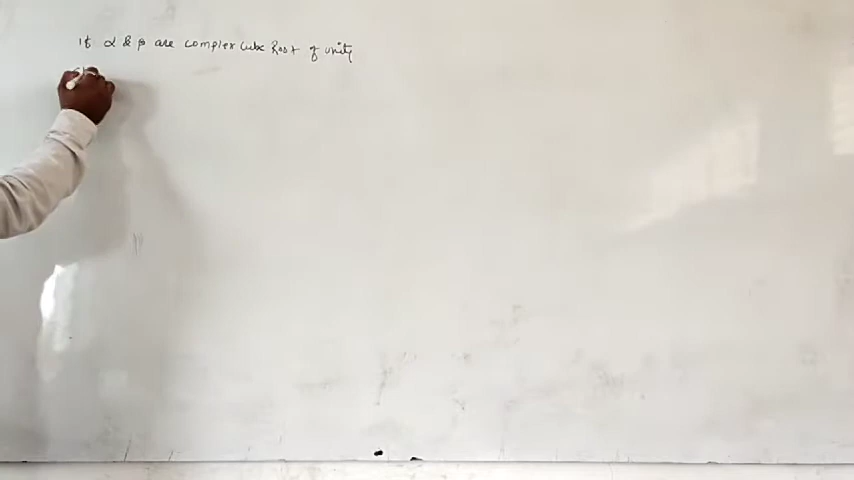 if α & β are complex cube Root of unity